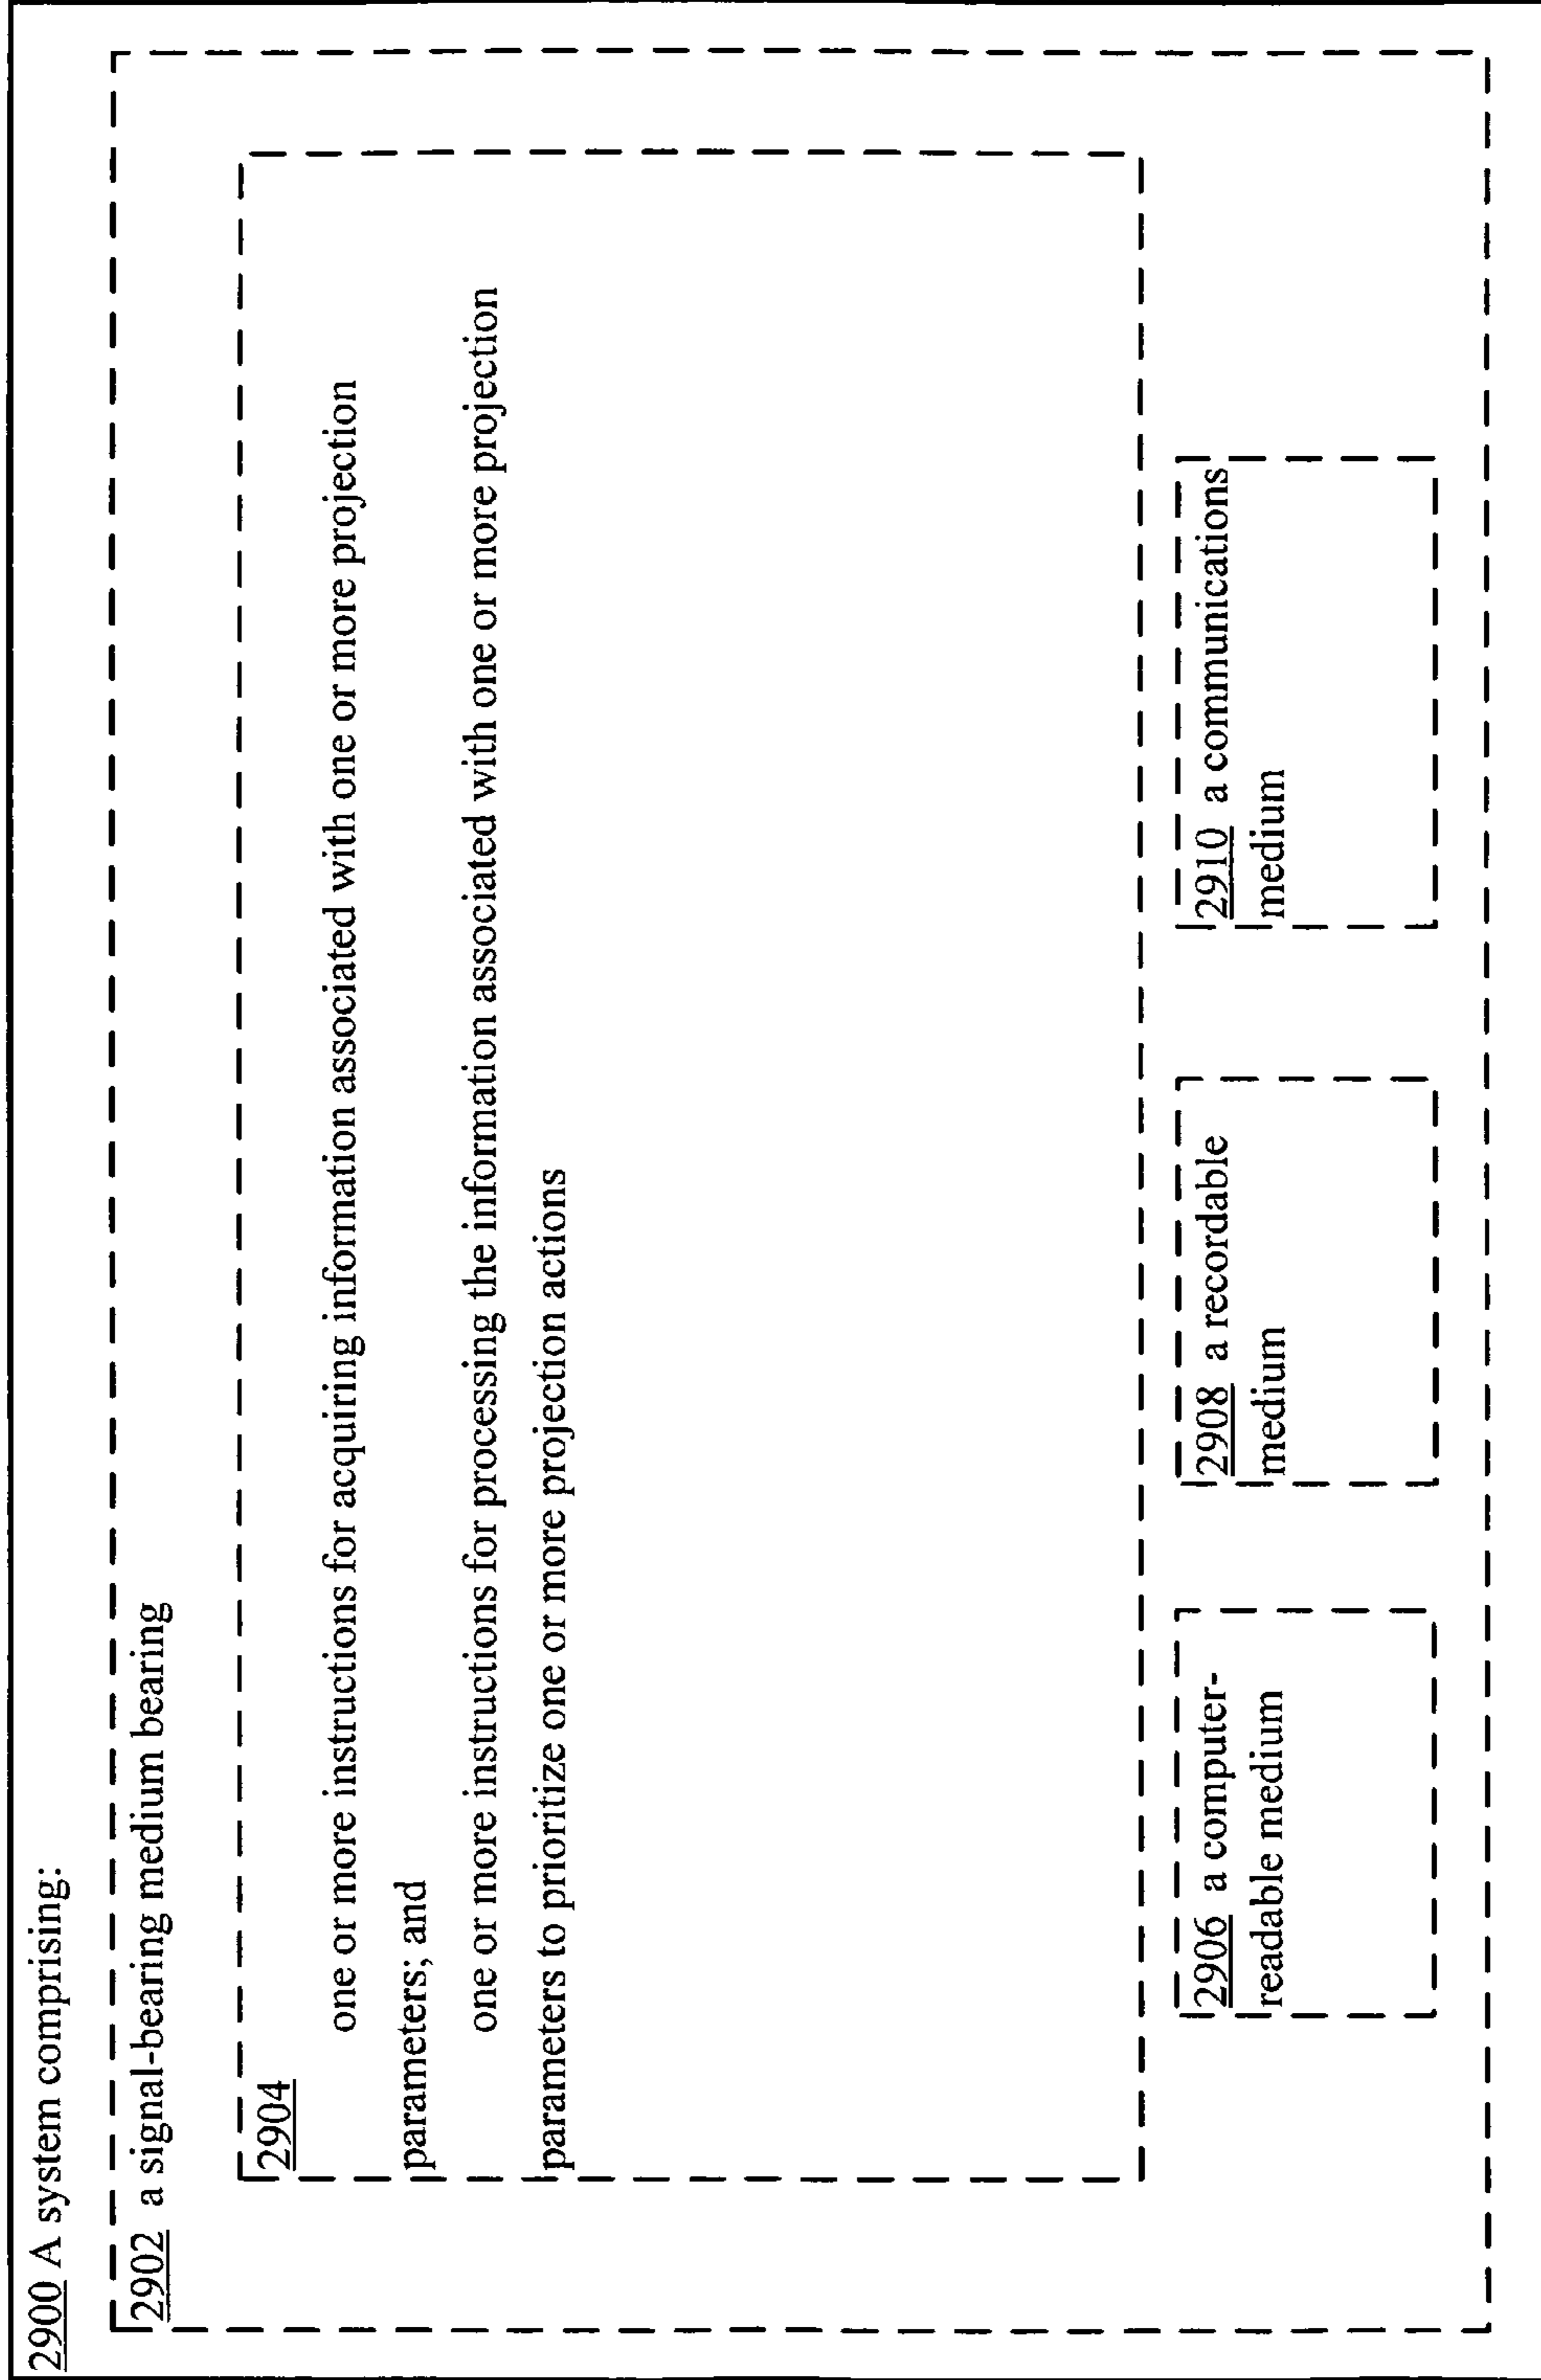 2900 A system comprising:
2902 a signal-bearing medium bearing
2904
one or more instructions for acquiring information associated with one or more projection
parameters; and
one or more instructions for processing the information associated with one or more projection
parameters to prioritize one or more projection actions
2906 a computer-
readable medium
2908 a recordable
medium
2910 a communications
medium